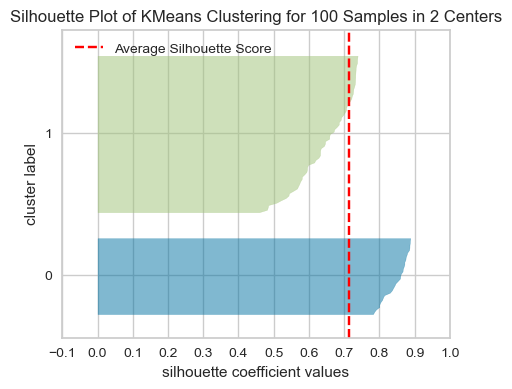 Silhouette Plot of KMeans Clustering for 100 Samples in 2 Centers
Average Silhouette Score
1
0
cluster label
-0.1 0.0 0.1 0.2 0.3 0.4 0.5 0.6 0.7 0.8 0.9 1.0
silhouette coefficient values